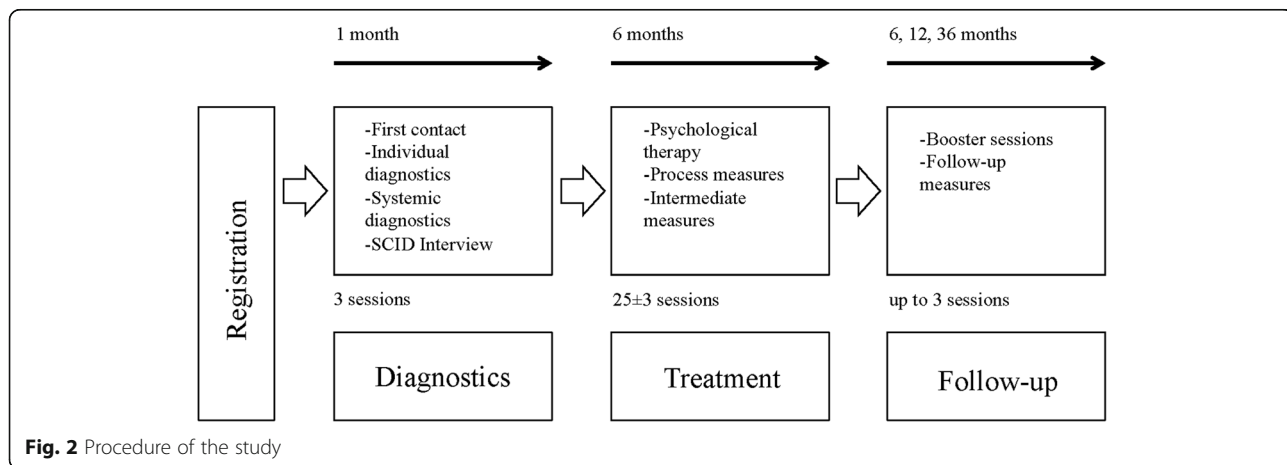 1 month
6 months
6, 12, 36 months
Registration
-First contact
-Individual
diagnostics
-Systemic
diagnostics
-SCID Interview
-Psychological
therapy
-Process measures
-Intermediate
measures
-Booster sessions
-Follow-up
measures
3 sessions
25±3 sessions
up to 3 sessions
Diagnostics
Treatment
Follow-up
Fig. 2 Procedure of the study